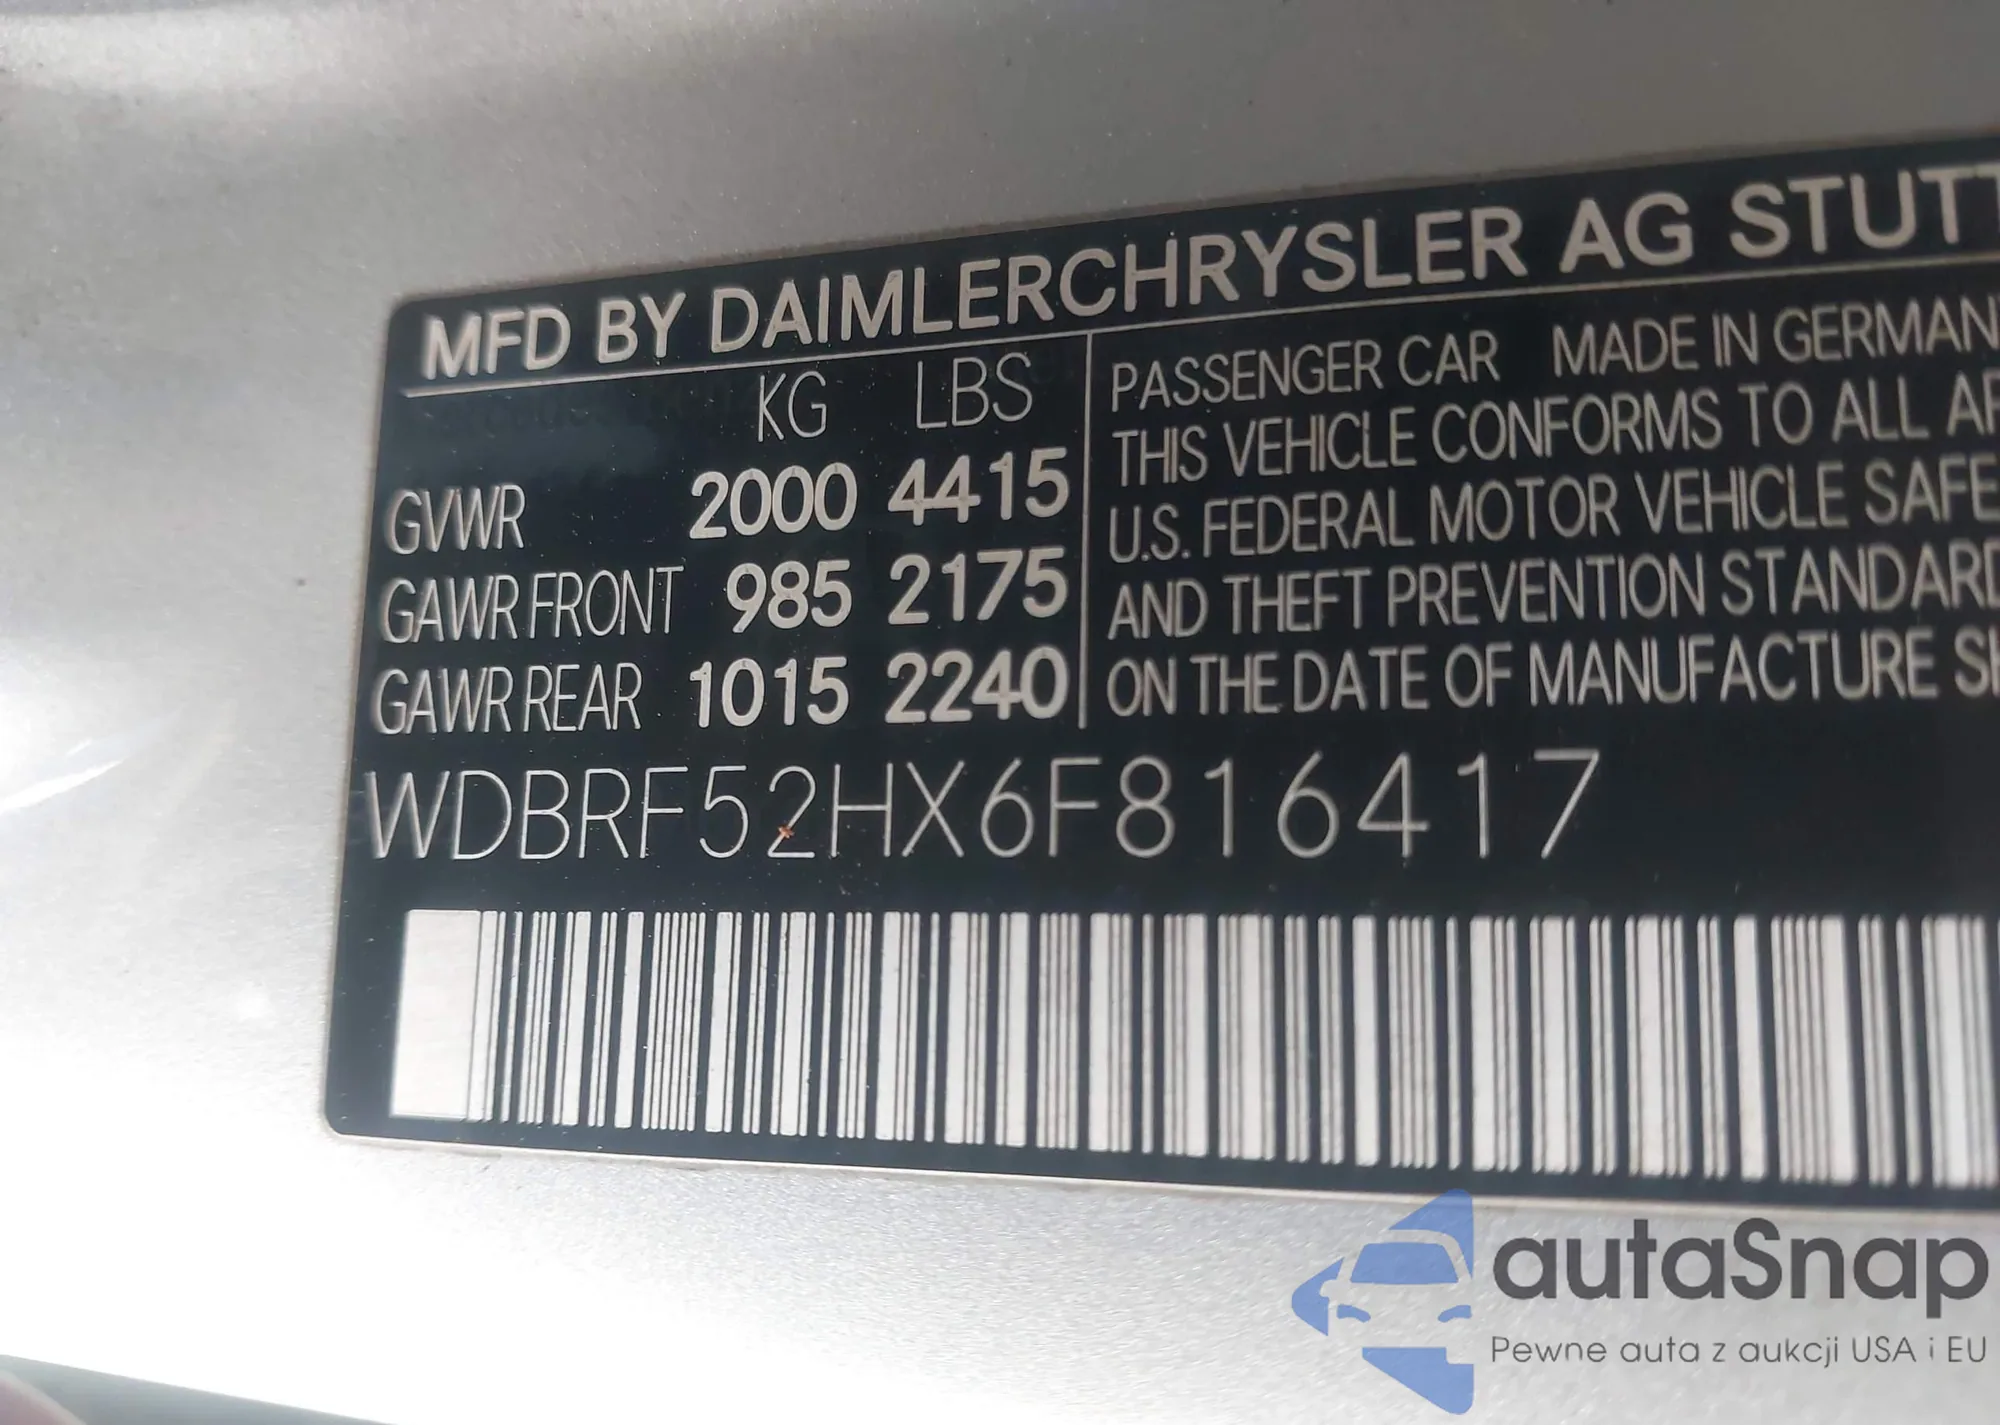 MFD BY DAIMLERCHRYSLER AG STUTT
KG LBS
GVWR 2000 4415
GAWR FRONT 985 2175
GAWR REAR 1015 2240
PASSENGER CAR MADE IN GERMAN
THIS VEHICLE CONFORMS TO ALL AP
U.S. FEDERAL MOTOR VEHICLE SAFE
AND THEFT PREVENTION STANDARD
ON THE DATE OF MANUFACTURE SH
WDBRF52HX6F816417
autaSnap
Pewne auta z aukcji USA i EU